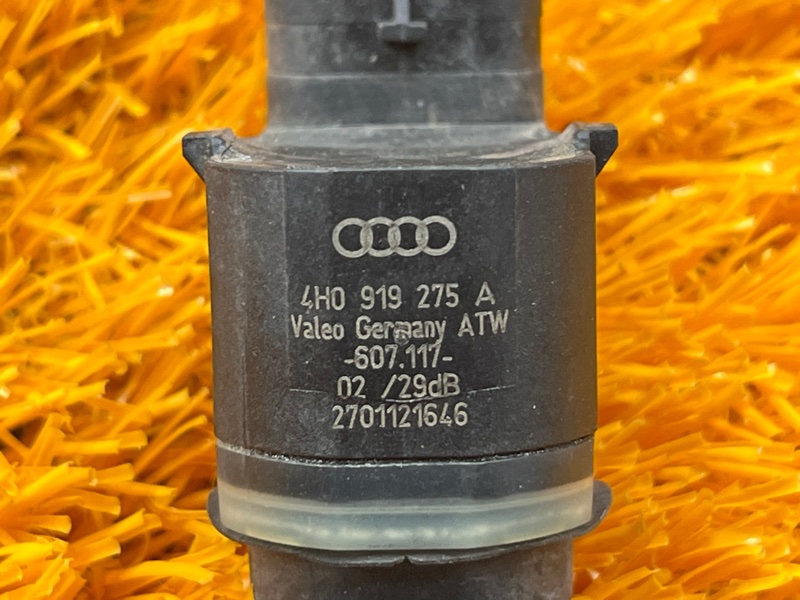 4H0 919 275 A
Valeo Germany ATW
-607.117-
02 /29dB
2701121646